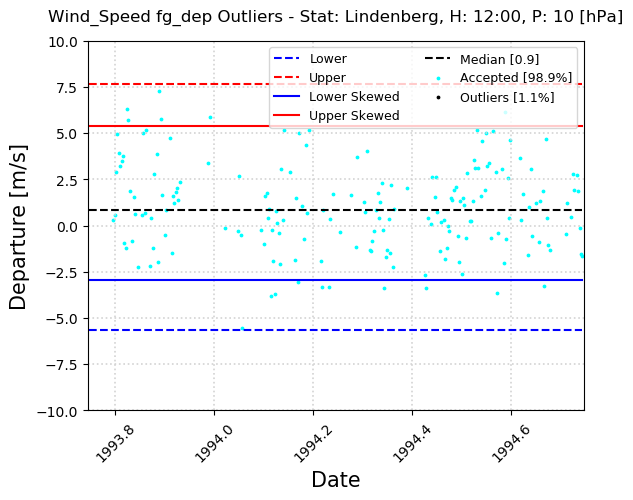 Wind_Speed fg_dep Outliers - Stat: Lindenberg, H: 12:00, P: 10 [hPa]
Lower
Upper
Lower Skewed
Upper Skewed
Median [0.9]
Accepted [98.9%]
Outliers [1.1%]
Departure [m/s]
10.0
7.5
5.0
2.5
0.0
−2.5
−5.0
−7.5
−10.0
1993.8
1994.0
1994.2
1994.4
1994.6
Date